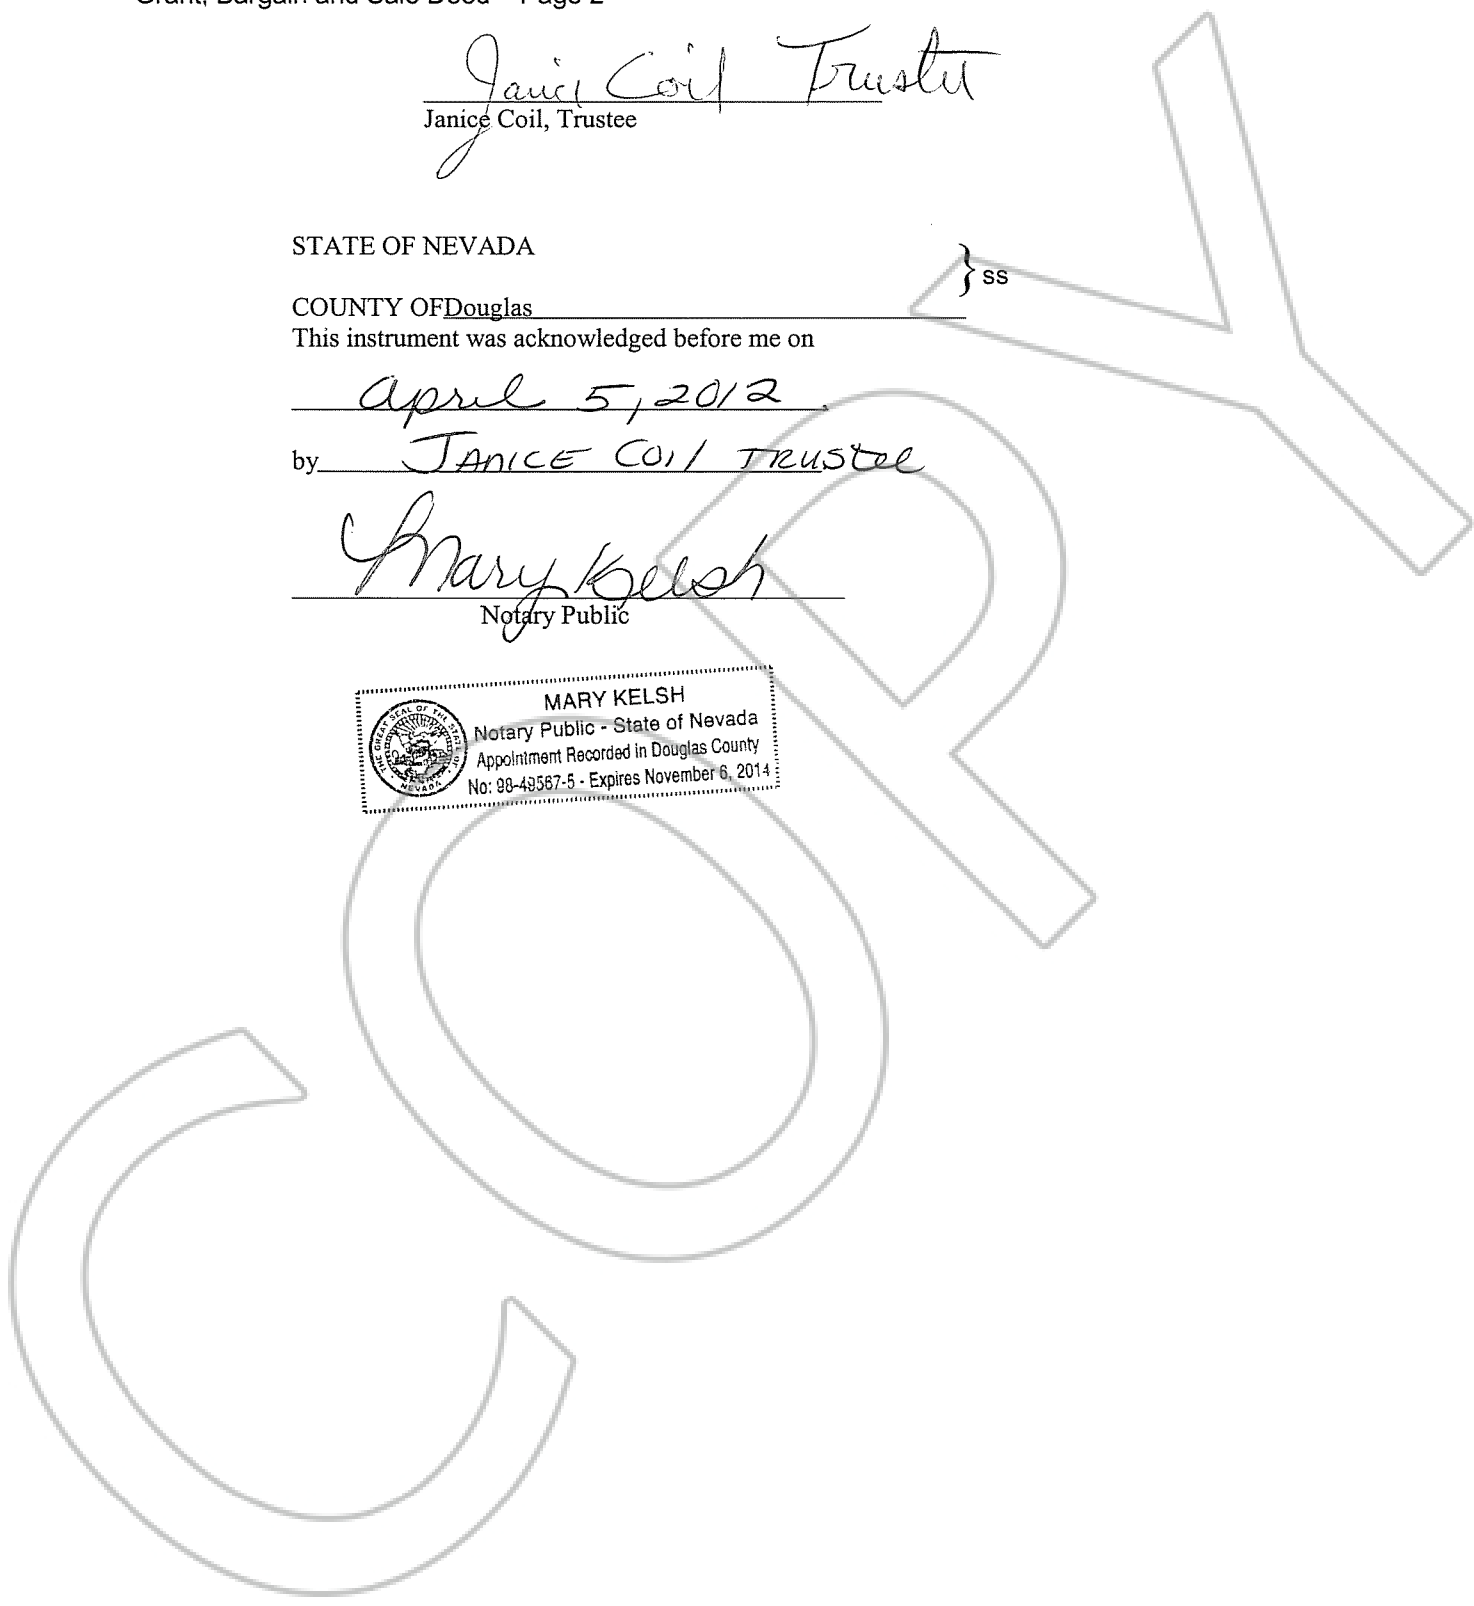 Grant, Bargain and Sale Deed - Page 2
Janice Coil Trustee
Janice Coil, Trustee
STATE OF NEVADA
} ss
COUNTY OF Douglas
This instrument was acknowledged before me on
April 5, 2012.
by JANICE COIL TRUSTEE
Mary Kelsh
Notary Public
MARY KELSH
Notary Public - State of Nevada
Appointment Recorded in Douglas County
No: 98-49567-5 - Expires November 6, 2014
THE GREAT SEAL OF THE STATE OF NEVADA
COPY